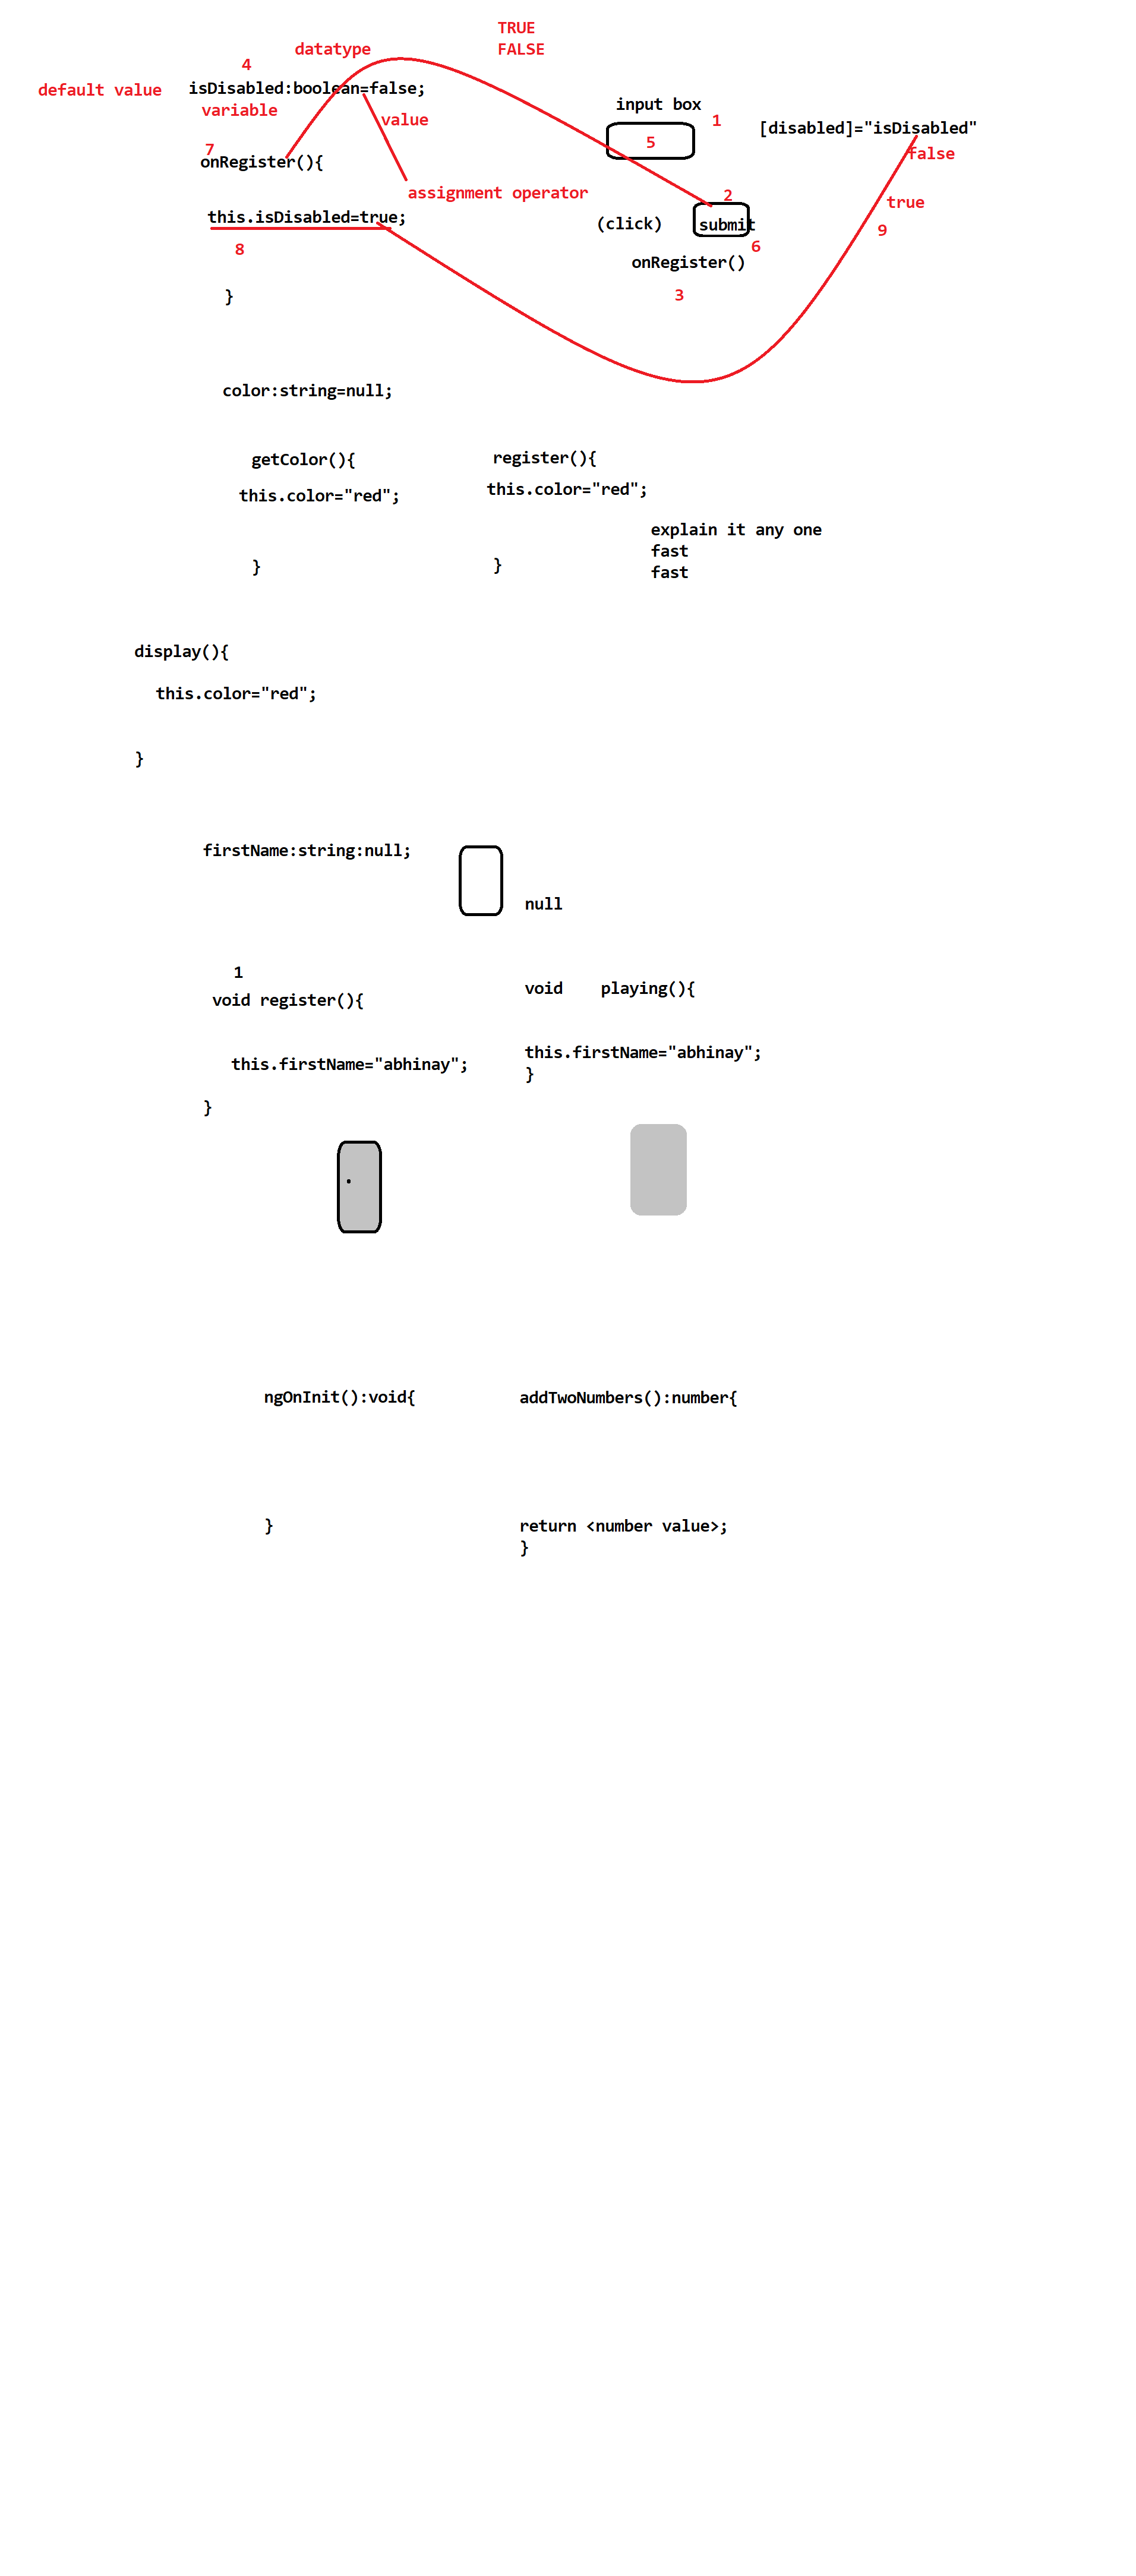 TRUE
FALSE
datatype
4
default value
isDisabled:boolean=false;
variable
value
input box
1
[disabled]="isDisabled"
5
false
7
onRegister(){
assignment operator
2
true
this.isDisabled=true;
(click)
submit
9
8
6
onRegister()
3
}
color:string=null;
getColor(){
register(){
this.color="red";
this.color="red";
explain it any one
fast
fast
}
}
display(){
this.color="red";
}
firstName:string:null;
null
1
void register(){
void    playing(){
this.firstName="abhinay";
this.firstName="abhinay";
}
}
ngOnInit():void{
addTwoNumbers():number{
}
return <number value>;
}